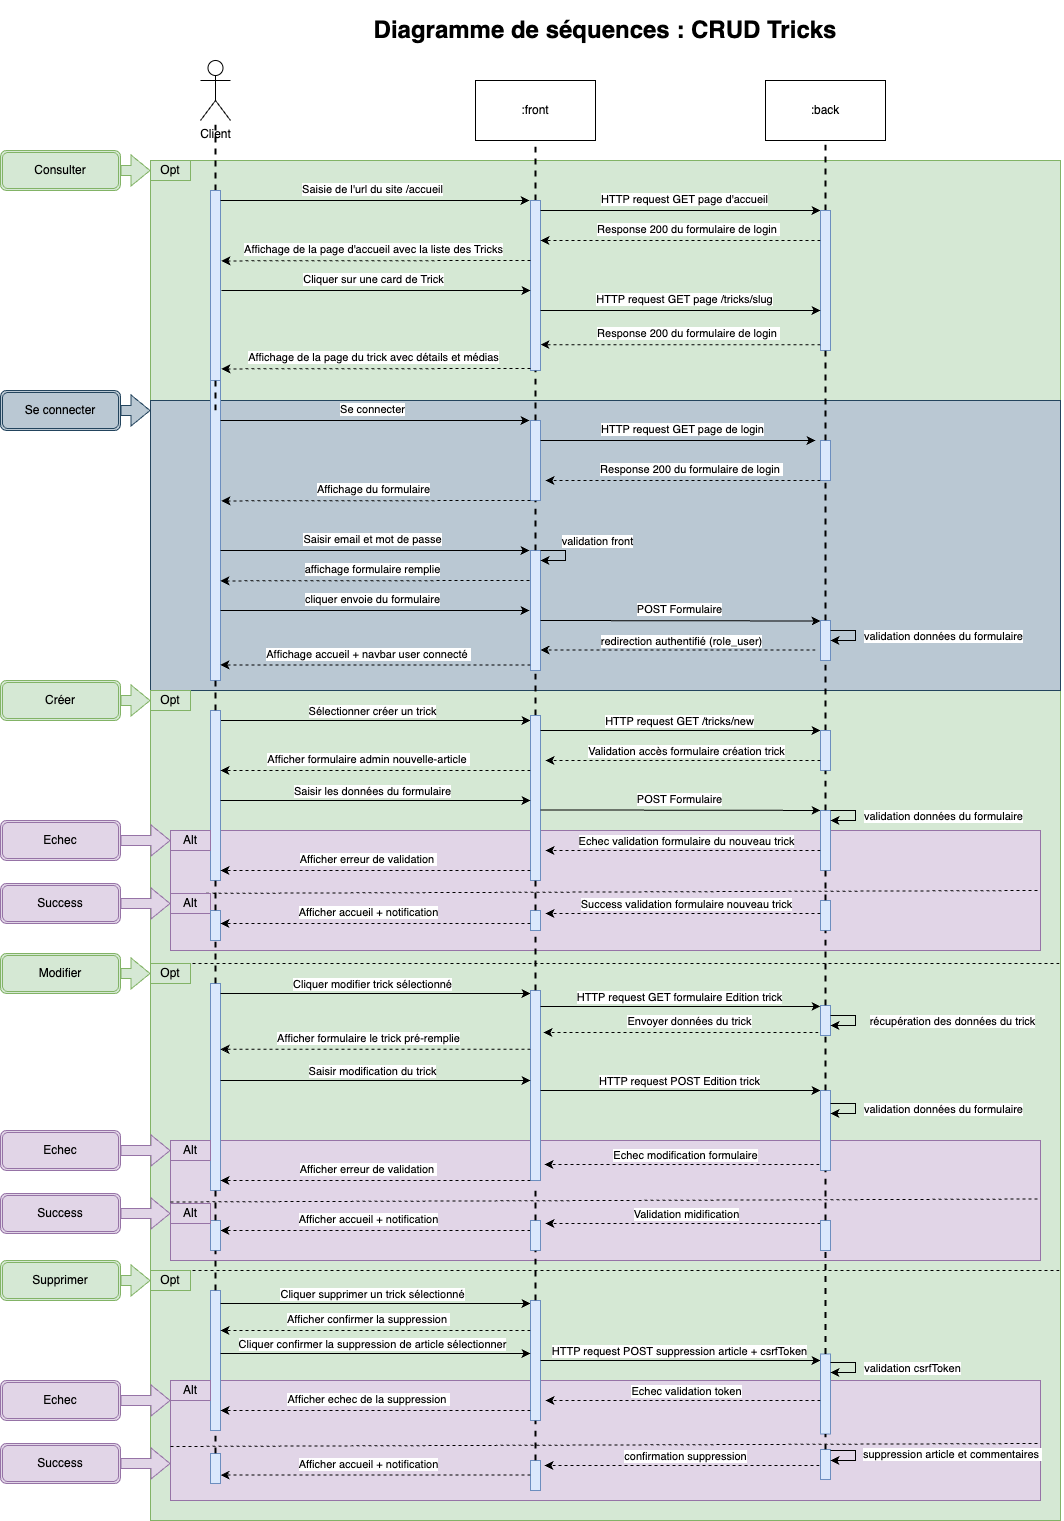 Diagramme de séquences : CRUD Tricks
Client
:front
:back
Consulter
Opt
Saisie de l'url du site /accueil
HTTP request GET page d'accueil
Response 200 du formulaire de login
Affichage de la page d'accueil avec la liste des Tricks
Cliquer sur une card de Trick
HTTP request GET page /tricks/slug
Response 200 du formulaire de login
Affichage de la page du trick avec détails et médias
Se connecter
Se connecter
HTTP request GET page de login
Response 200 du formulaire de login
Affichage du formulaire
Saisir email et mot de passe
validation front
affichage formulaire remplie
cliquer envoie du formulaire
POST Formulaire
validation données du formulaire
redirection authentifié (role_user)
Affichage accueil + navbar user connecté
Créer
Opt
Sélectionner créer un trick
HTTP request GET /tricks/new
Validation accès formulaire création trick
Afficher formulaire admin nouvelle-article
Saisir les données du formulaire
POST Formulaire
validation données du formulaire
Echec
Alt
Echec validation formulaire du nouveau trick
Afficher erreur de validation
Success
Alt
Success validation formulaire nouveau trick
Afficher accueil + notification
Modifier
Opt
Cliquer modifier trick sélectionné
HTTP request GET formulaire Edition trick
Envoyer données du trick
récupération des données du trick
Afficher formulaire le trick pré-remplie
Saisir modification du trick
HTTP request POST Edition trick
validation données du formulaire
Echec
Alt
Echec modification formulaire
Afficher erreur de validation
Success
Alt
Validation midification
Afficher accueil + notification
Supprimer
Opt
Cliquer supprimer un trick sélectionné
Afficher confirmer la suppression
Cliquer confirmer la suppression de article sélectionner
HTTP request POST suppression article + csrfToken
validation csrfToken
Echec
Alt
Echec validation token
Afficher echec de la suppression
Success
suppression article et commentaires
confirmation suppression
Afficher accueil + notification